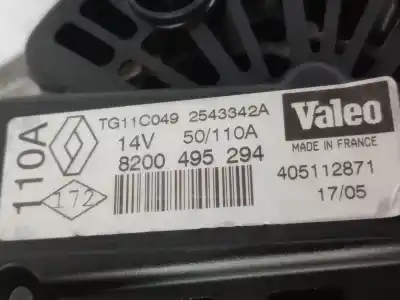 110A
172
TG11C049 2543342A
14V 50/110A
8200 495 294
Valeo
MADE IN FRANCE
405112871
17/05